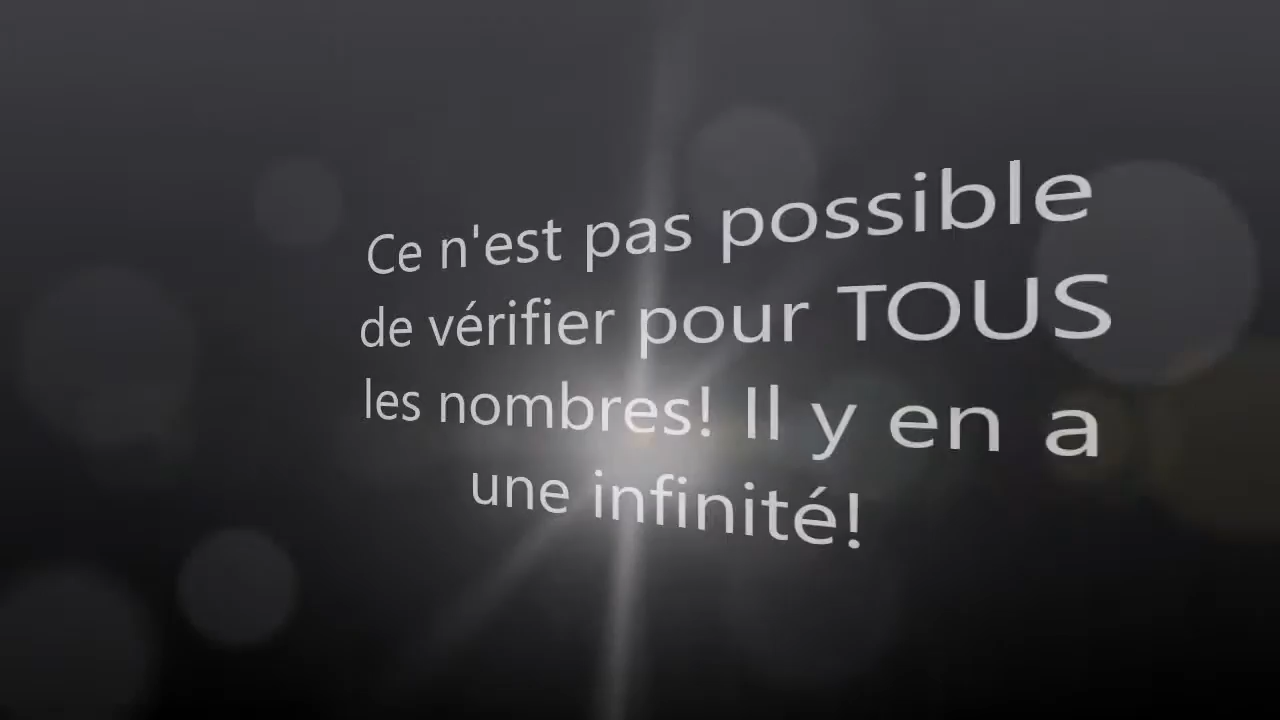 Ce n'est pas possible
de vérifier pour TOUS
les nombres! Il y en a
une infinité!